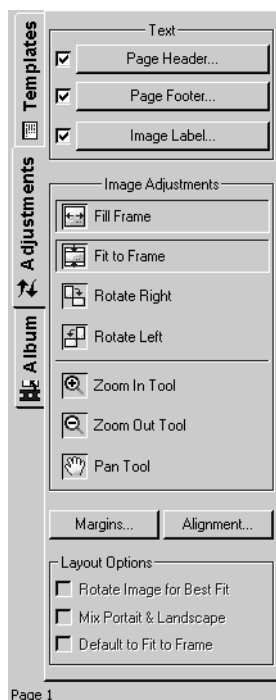 Templates
Adjustments
Album
Text
Page Header...
Page Footer...
Image Label...
Image Adjustments
Fill Frame
Fit to Frame
Rotate Right
Rotate Left
Zoom In Tool
Zoom Out Tool
Pan Tool
Margins...
Alignment...
Layout Options
Rotate Image for Best Fit
Mix Portait & Landscape
Default to Fit to Frame
Page 1